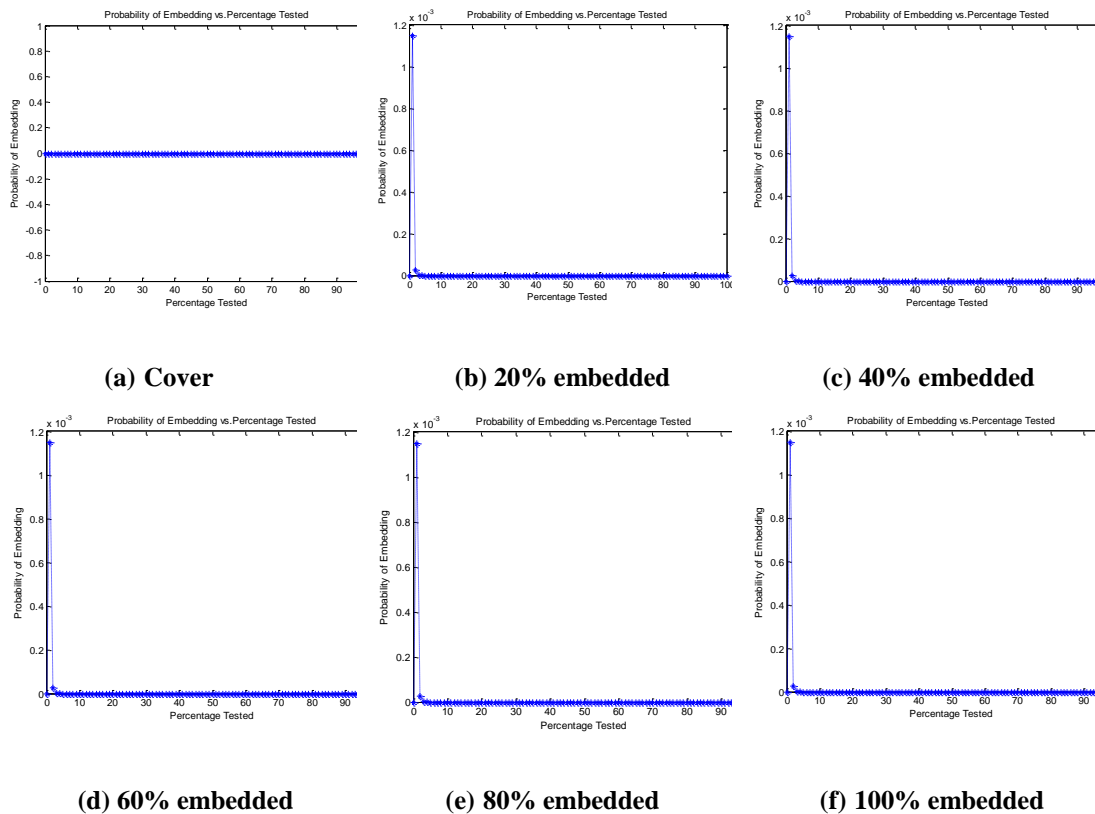 Probability of Embedding vs.Percentage Tested
1
0.8
0.6
0.4
0.2
0
-0.2
-0.4
-0.6
-0.8
-1
Probability of Embedding
0 10 20 30 40 50 60 70 80 90
Percentage Tested
(a) Cover
Probability of Embedding vs.Percentage Tested
x 10-3
1.2
1
0.8
0.6
0.4
0.2
0
Probability of Embedding
0 10 20 30 40 50 60 70 80 90 100
Percentage Tested
(b) 20% embedded
Probability of Embedding vs.Percentage Tested
x 10-3
1.2
1
0.8
0.6
0.4
0.2
0
Probability of Embedding
0 10 20 30 40 50 60 70 80 90
Percentage Tested
(c) 40% embedded
Probability of Embedding vs.Percentage Tested
x 10-3
1.2
1
0.8
0.6
0.4
0.2
0
Probability of Embedding
0 10 20 30 40 50 60 70 80 90
Percentage Tested
(d) 60% embedded
Probability of Embedding vs.Percentage Tested
x 10-3
1.2
1
0.8
0.6
0.4
0.2
0
Probability of Embedding
0 10 20 30 40 50 60 70 80 90
Percentage Tested
(e) 80% embedded
Probability of Embedding vs.Percentage Tested
x 10-3
1.2
1
0.8
0.6
0.4
0.2
0
Probability of Embedding
0 10 20 30 40 50 60 70 80 90
Percentage Tested
(f) 100% embedded